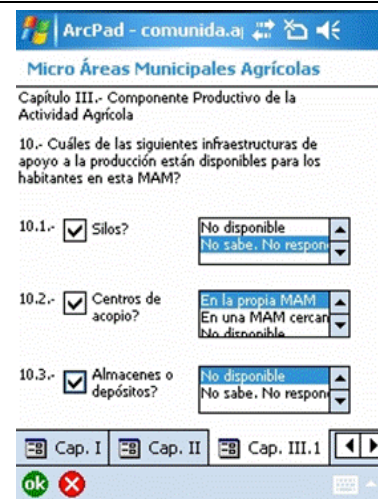 ArcPad - comunida.a
Micro Áreas Municipales Agrícolas
Capítulo III.- Componente Productivo de la
Actividad Agrícola
10.- Cuáles de las siguientes infraestructuras de
apoyo a la producción están disponibles para los
habitantes en esta MAM?
10.1.- Silos?
No disponible
No sabe. No respon
10.2.- Centros de
acopio?
En la propia MAM
En una MAM cercan
No disponible
10.3.- Almacenes o
depósitos?
No disponible
No sabe. No respon
Cap. I Cap. II Cap. III.1
ok